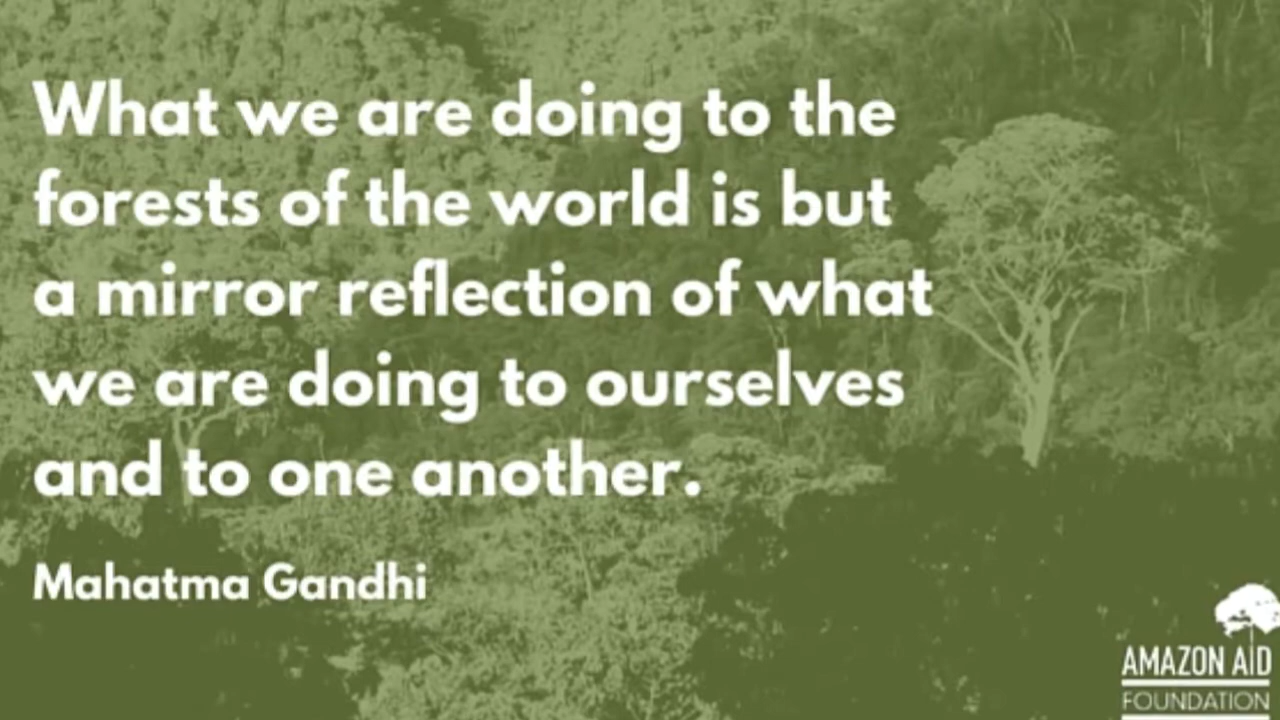 What we are doing to the
forests of the world is but
a mirror reflection of what
we are doing to ourselves
and to one another.
Mahatma Gandhi
AMAZON AID
FOUNDATION